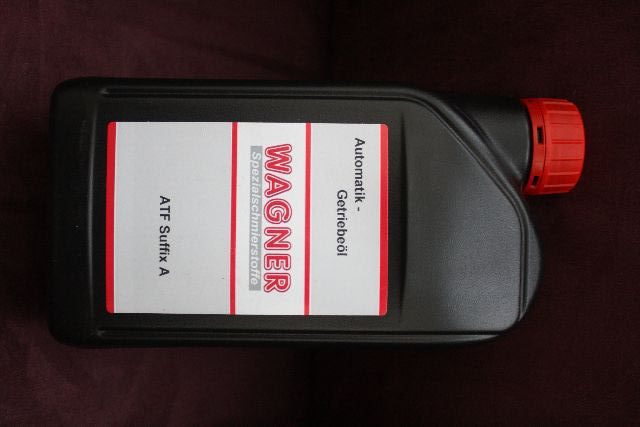 Automatik -
Getriebeöl
WAGNER
Spezialschmierstoffe
ATF Suffix A